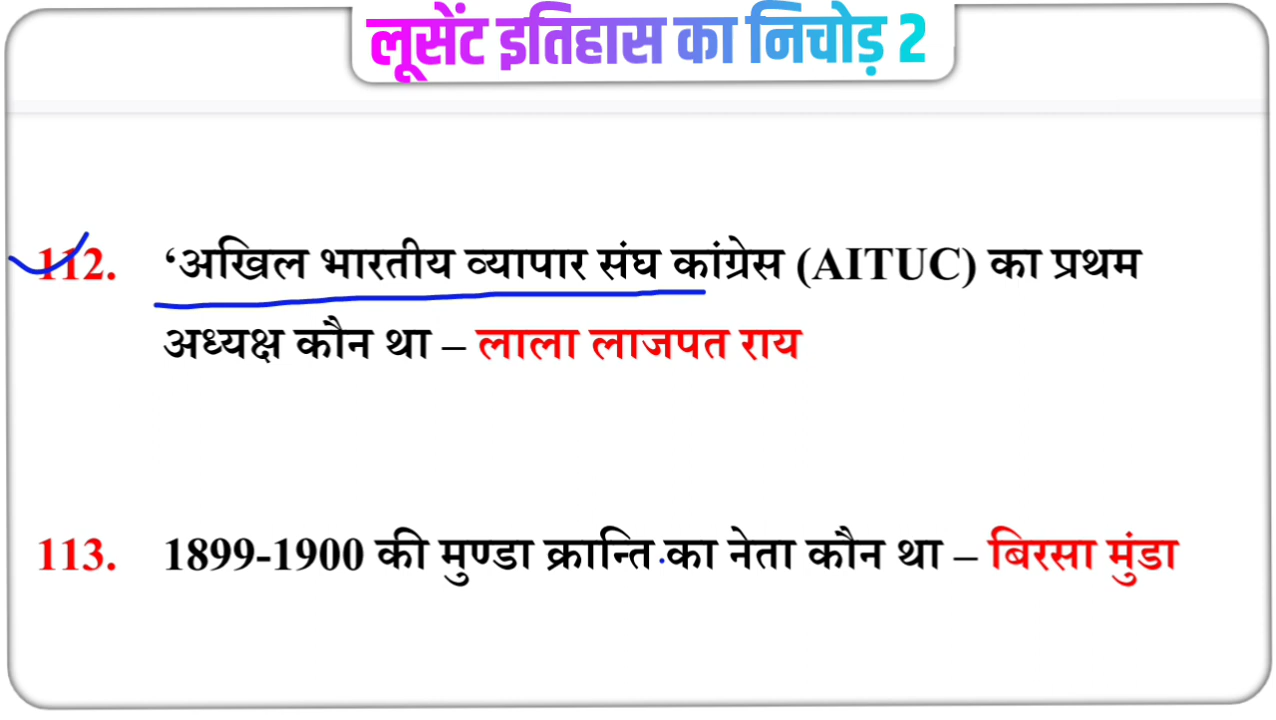 लूसेंट इतिहास का निचोड़ 2
112. ‘अखिल भारतीय व्यापार संघ कांग्रेस (AITUC) का प्रथम
अध्यक्ष कौन था – लाला लाजपत राय
113. 1899-1900 की मुण्डा क्रान्ति का नेता कौन था – बिरसा मुंडा